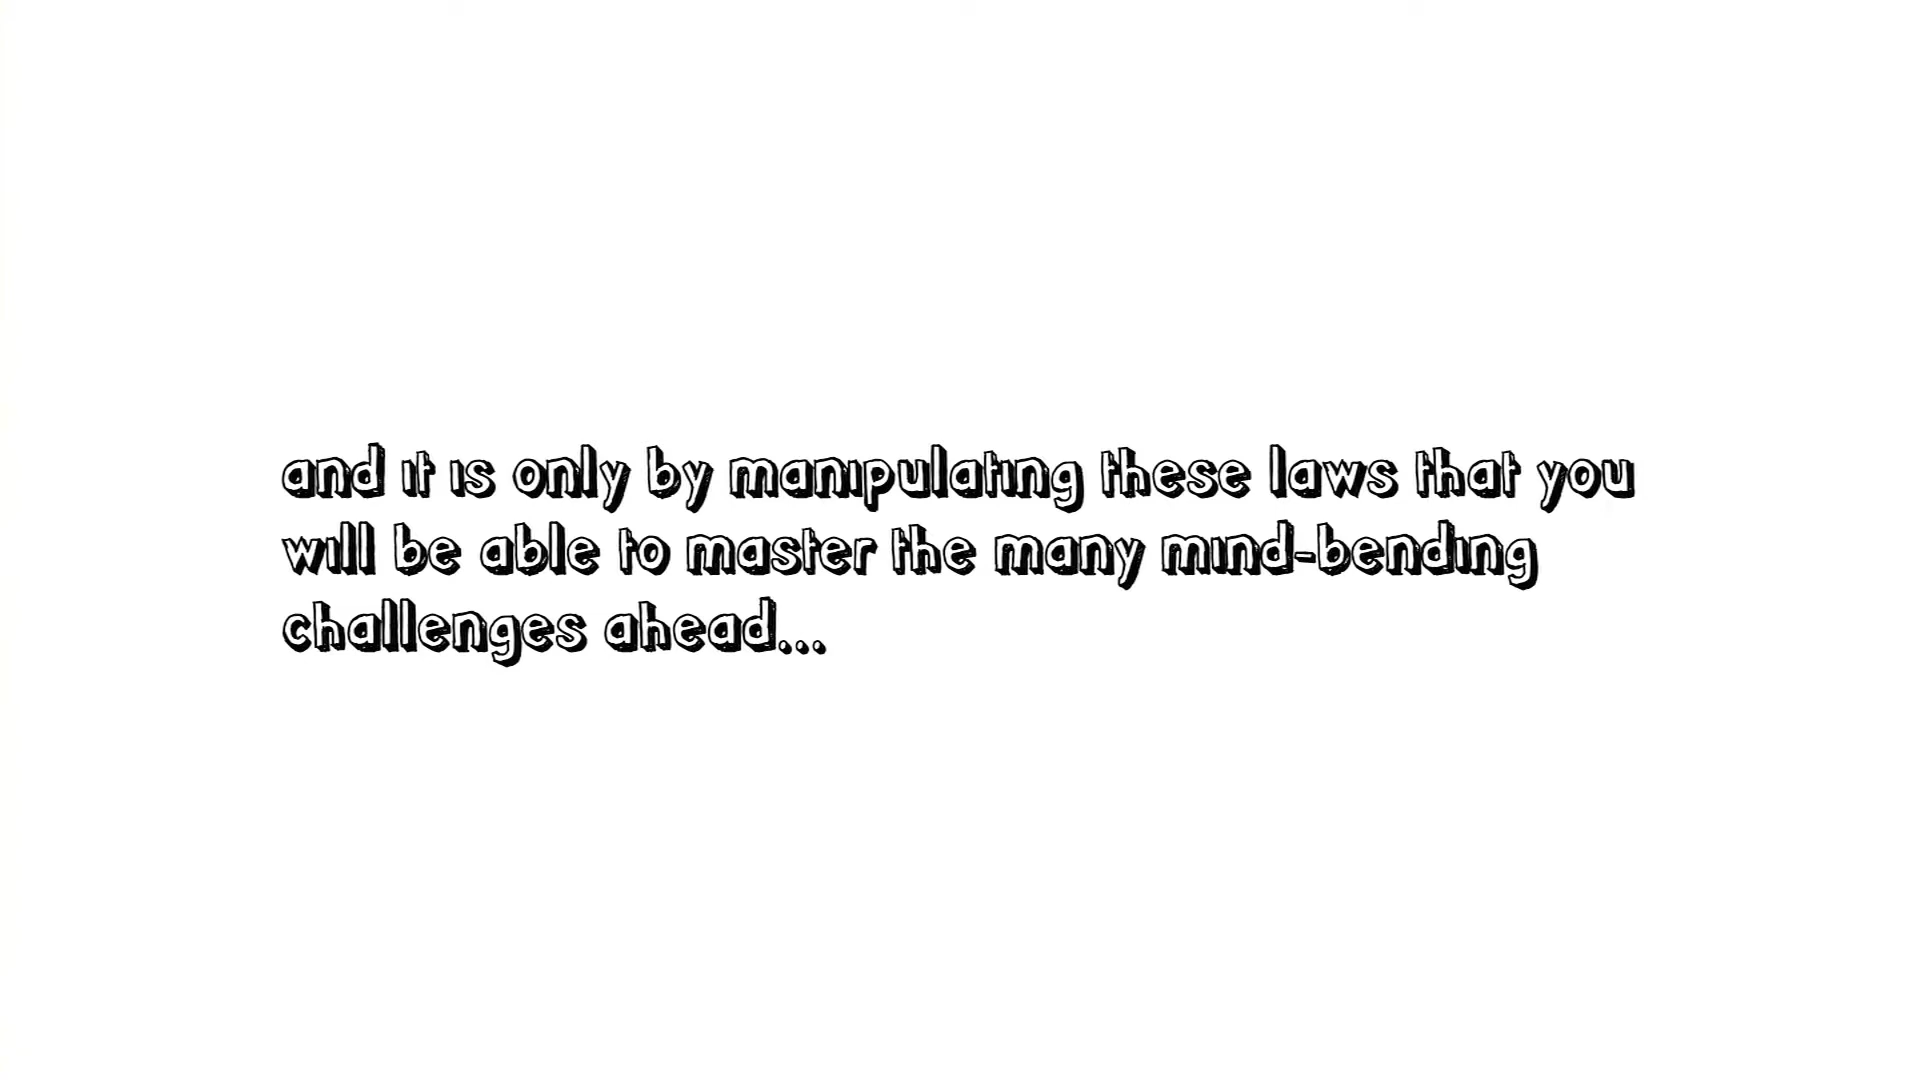 and it is only by manipulating these laws that you
will be able to master the many mind-bending
challenges ahead...